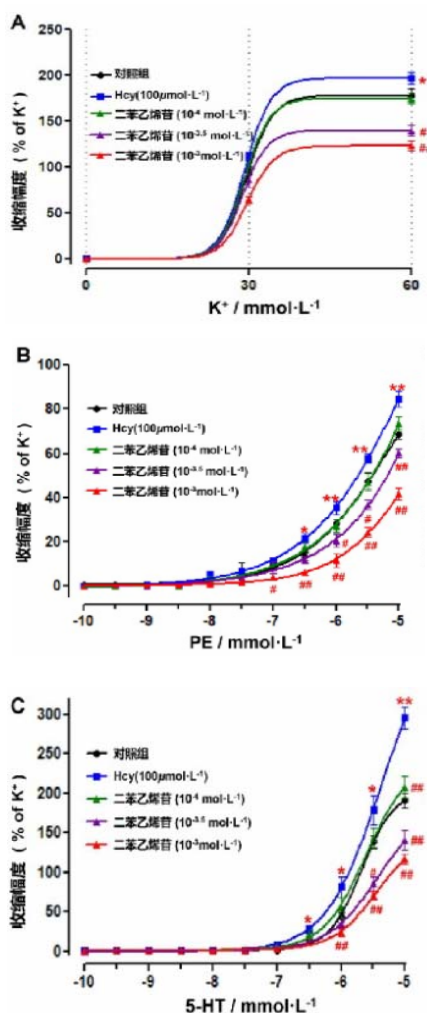 A
收缩幅度 ( % of K⁺)
250
200
150
100
50
0
对照组
Hcy(100μmol·L⁻¹)
二苯乙烯苷 (10⁻⁴ mol·L⁻¹)
二苯乙烯苷 (10⁻³·⁵ mol·L⁻¹)
二苯乙烯苷 (10⁻³mol·L⁻¹)
*
#
##
0 30 60
K⁺ / mmol·L⁻¹
B
收缩幅度 ( % of K⁺)
100
80
60
40
20
0
对照组
Hcy(100μmol·L⁻¹)
二苯乙烯苷 (10⁻⁴ mol·L⁻¹)
二苯乙烯苷 (10⁻³·⁵ mol·L⁻¹)
二苯乙烯苷 (10⁻³mol·L⁻¹)
**
**
**
*
##
#
#
##
##
##
##
#
-10 -9 -8 -7 -6 -5
PE / mmol·L⁻¹
C
收缩幅度 ( % of K⁺)
300
250
200
150
100
50
0
对照组
Hcy(100μmol·L⁻¹)
二苯乙烯苷 (10⁻⁴ mol·L⁻¹)
二苯乙烯苷 (10⁻³·⁵ mol·L⁻¹)
二苯乙烯苷 (10⁻³mol·L⁻¹)
**
*
*
*
##
##
#
##
##
##
-10 -9 -8 -7 -6 -5
5-HT / mmol·L⁻¹